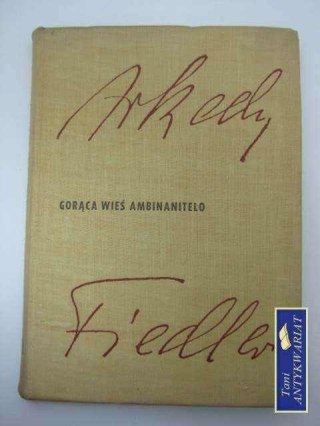 Arkady
GORĄCA WIEŚ AMBINANITELO
Fiedler
Tani
ANTYKWARIAT